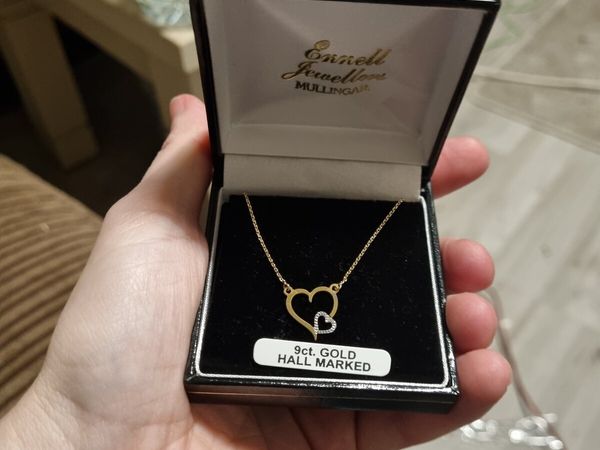 Ennell
Jewellers
MULLINGAR
9ct. GOLD
HALL MARKED